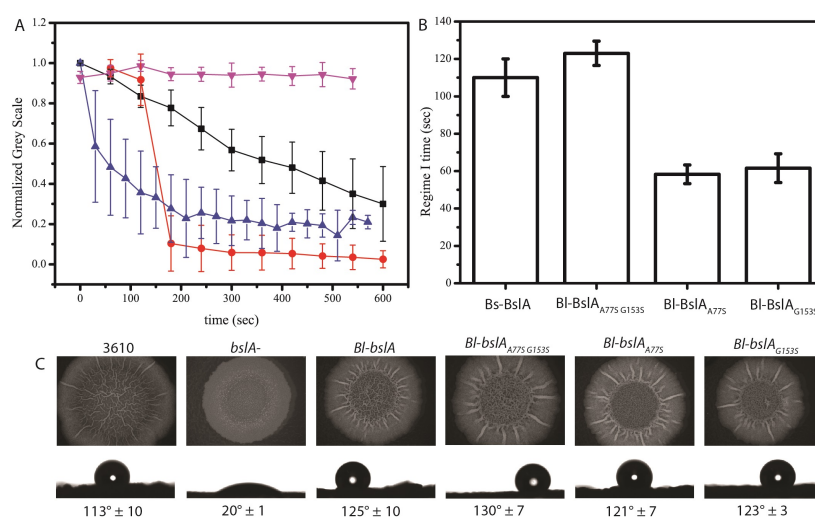 A
1.2
1.0
0.8
0.6
0.4
0.2
0.0
Normalized Grey Scale
0
100
200
300
400
500
600
time (sec)
B
140
120
100
80
60
40
20
0
Regime I time (sec)
Bs-BslA
Bl-BslA A77S G153S
Bl-BslA A77S
Bl-BslA G153S
C
3610
bslA-
Bl-bslA
Bl-bslA A77S G153S
Bl-bslA A77S
Bl-bslA G153S
113° ± 10
20° ± 1
125° ± 10
130° ± 7
121° ± 7
123° ± 3